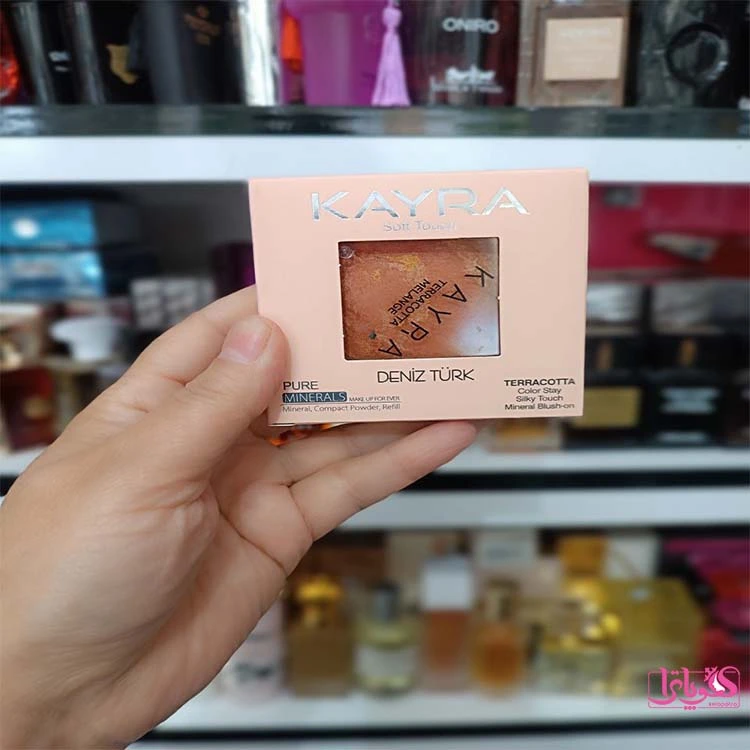 ONIRO
KAYRA
Soft Touch
KAYRA
TERRACOTTA
MELANGE
DENİZ TÜRK
PURE
MINERALS MAKE UP FOR EVER
Mineral, Compact Powder, Refill
TERRACOTTA
Color Stay
Silky Touch
Mineral Blush-on
کلیوپاترا